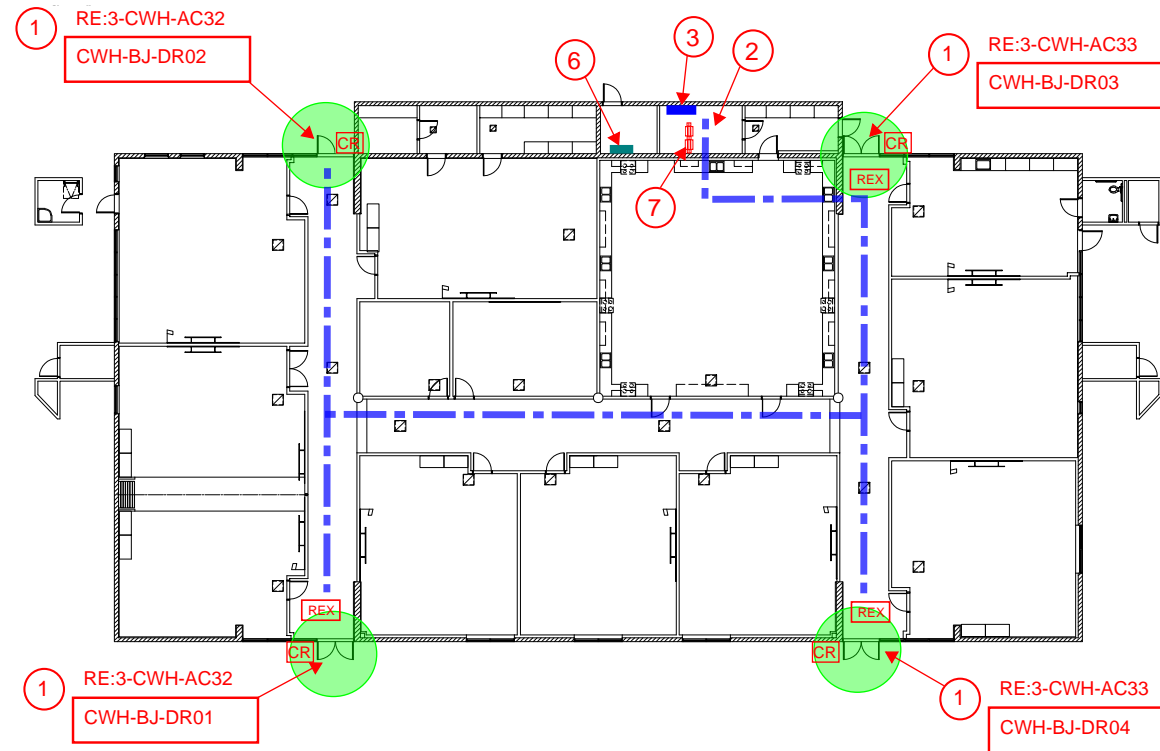 1
RE:3-CWH-AC32
CWH-BJ-DR02
6
3
2
1
RE:3-CWH-AC33
CWH-BJ-DR03
CR
CR
REX
7
REX
REX
CR
CR
1
RE:3-CWH-AC32
CWH-BJ-DR01
1
RE:3-CWH-AC33
CWH-BJ-DR04